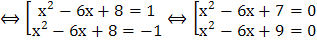 ⇔ [ x² − 6x + 8 = 1 ⇔ [ x² − 6x + 7 = 0
x² − 6x + 8 = −1 x² − 6x + 9 = 0